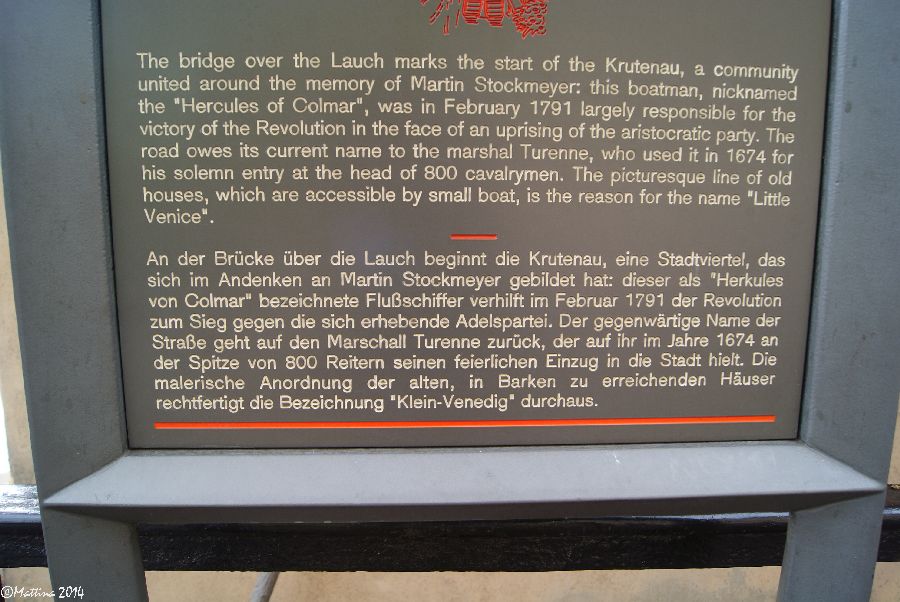 The bridge over the Lauch marks the start of the Krutenau, a community
united around the memory of Martin Stockmeyer: this boatman, nicknamed
the "Hercules of Colmar", was in February 1791 largely responsible for the
victory of the Revolution in the face of an uprising of the aristocratic party. The
road owes its current name to the marshal Turenne, who used it in 1674 for
his solemn entry at the head of 800 cavalrymen. The picturesque line of old
houses, which are accessible by small boat, is the reason for the name "Little
Venice".
An der Brücke über die Lauch beginnt die Krutenau, eine Stadtviertel, das
sich im Andenken an Martin Stockmeyer gebildet hat: dieser als "Herkules
von Colmar" bezeichnete Flußschiffer verhilft im Februar 1791 der Revolution
zum Sieg gegen die sich erhebende Adelspartei. Der gegenwärtige Name der
Straße geht auf den Marschall Turenne zurück, der auf ihr im Jahre 1674 an
der Spitze von 800 Reitern seinen feierlichen Einzug in die Stadt hielt. Die
malerische Anordnung der alten, in Barken zu erreichenden Häuser
rechtfertigt die Bezeichnung "Klein-Venedig" durchaus.
©Mattina 2014